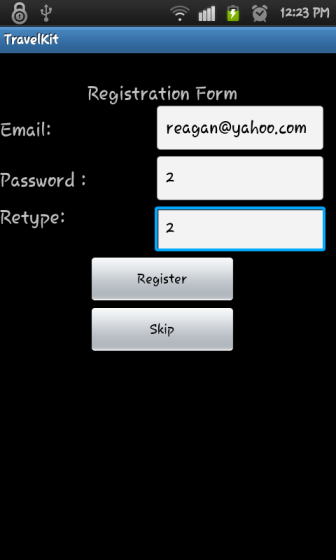 12:23 PM
TravelKit
Registration Form
Email: reagan@yahoo.com
Password : 2
Retype: 2
Register
Skip